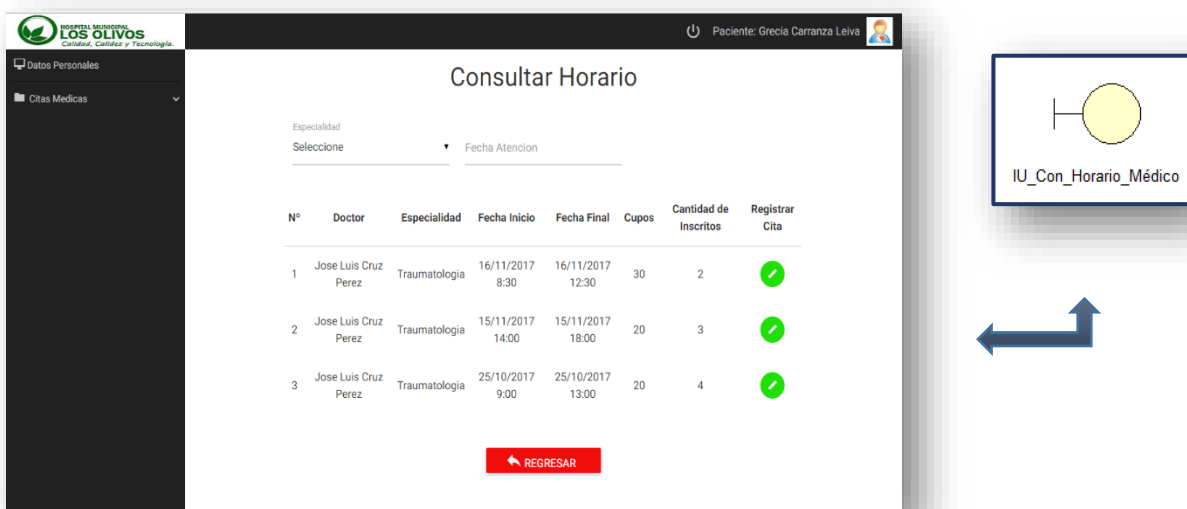 HOSPITAL MUNICIPAL
LOS OLIVOS
Calidad, Calidez y Tecnología.
Paciente: Grecia Carranza Leiva
Datos Personales
Citas Medicas
Consultar Horario
Especialidad
Seleccione
Fecha Atencion
N° Doctor Especialidad Fecha Inicio Fecha Final Cupos Cantidad de Inscritos Registrar Cita
1 Jose Luis Cruz Perez Traumatologia 16/11/2017 8:30 16/11/2017 12:30 30 2
2 Jose Luis Cruz Perez Traumatologia 15/11/2017 14:00 15/11/2017 18:00 20 3
3 Jose Luis Cruz Perez Traumatologia 25/10/2017 9:00 25/10/2017 13:00 20 4
REGRESAR
IU_Con_Horario_Médico